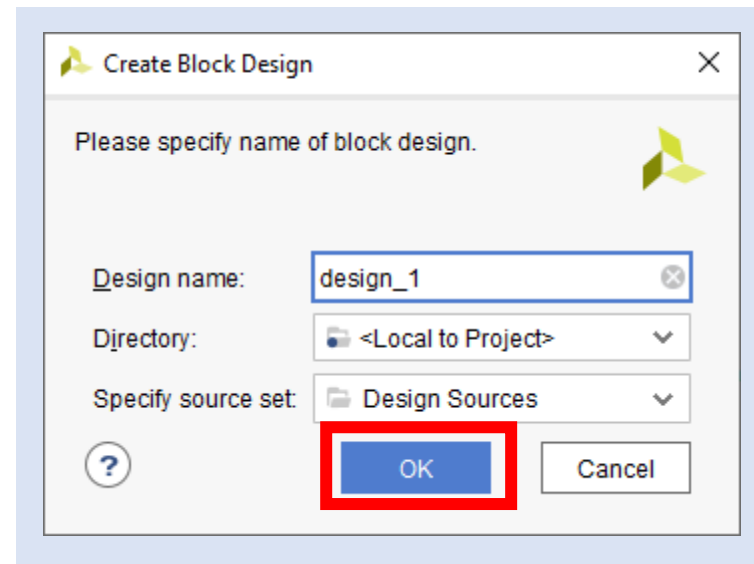 Create Block Design
Please specify name of block design.
Design name: design_1
Directory: <Local to Project>
Specify source set: Design Sources
? OK Cancel